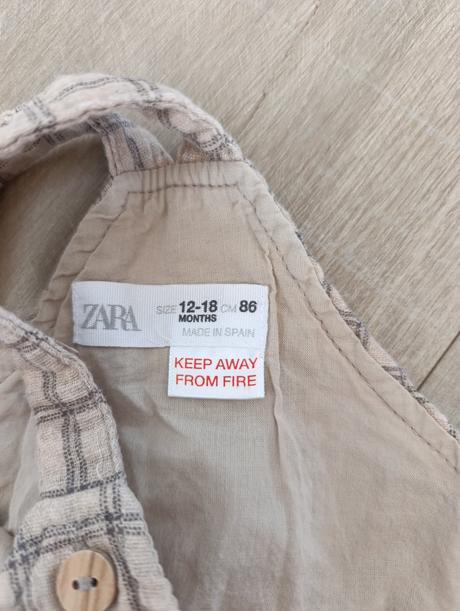 ZARA
SIZE 12-18 CM 86
MONTHS
MADE IN SPAIN
KEEP AWAY
FROM FIRE